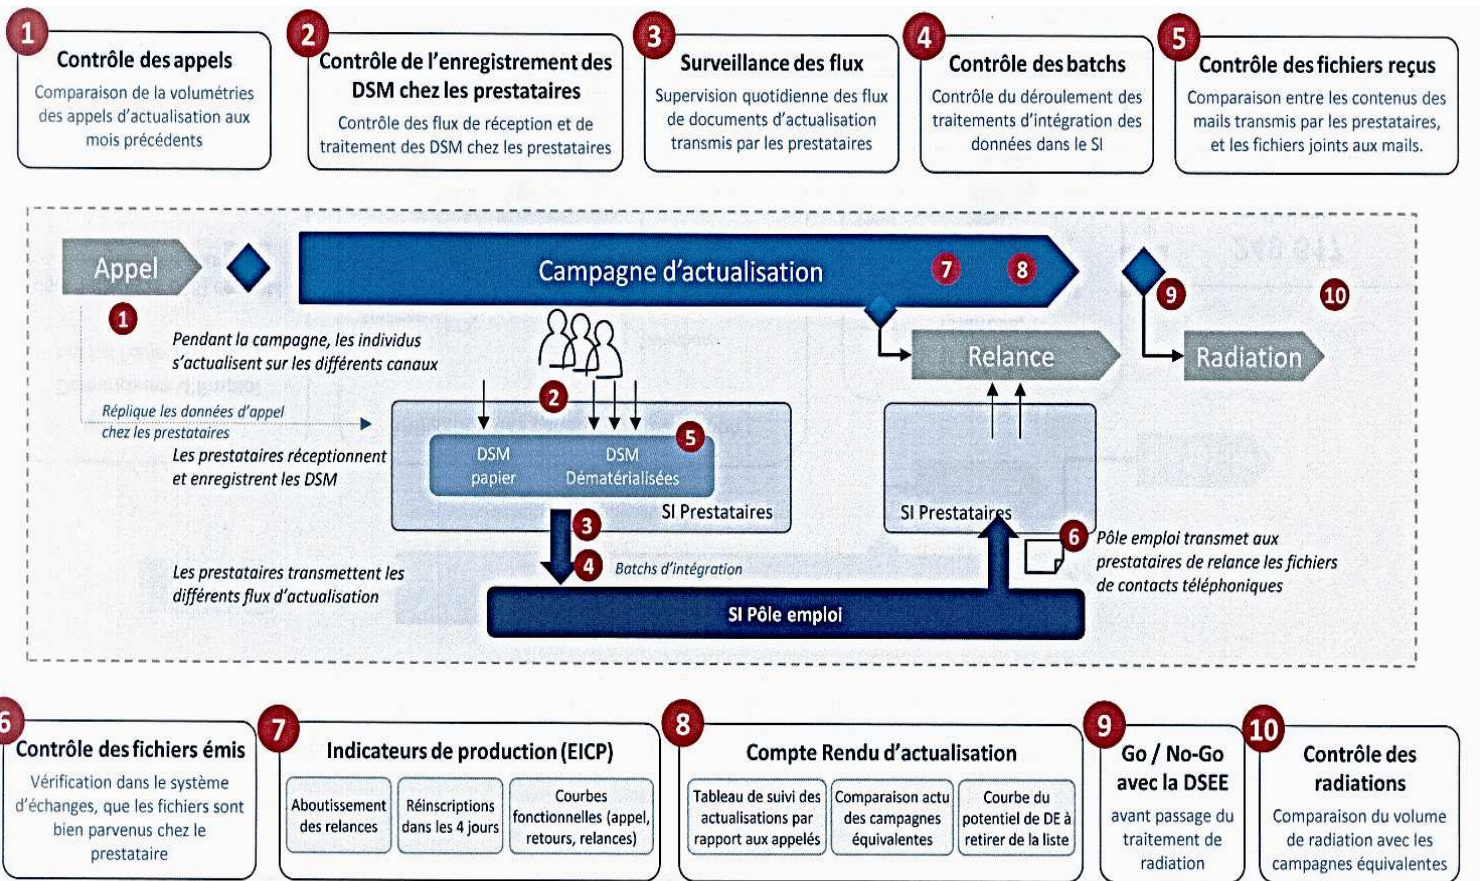 1
Contrôle des appels
Comparaison de la volumétries
des appels d'actualisation aux
mois précédents
2
Contrôle de l'enregistrement des
DSM chez les prestataires
Contrôle des flux de réception et de
traitement des DSM chez les prestataires
3
Surveillance des flux
Supervision quotidienne des flux
de documents d'actualisation
transmis par les prestataires
4
Contrôle des batchs
Contrôle du déroulement des
traitements d'intégration des
données dans le SI
5
Contrôle des fichiers reçus
Comparaison entre les contenus des
mails transmis par les prestataires,
et les fichiers joints aux mails.
Appel
Campagne d'actualisation
7
8
9
10
1
Pendant la campagne, les individus
s'actualisent sur les différents canaux
Relance
Radiation
2
Réplique les données d'appel
chez les prestataires
Les prestataires réceptionnent
et enregistrent les DSM
DSM
papier
DSM
Dématérialisées
5
SI Prestataires
SI Prestataires
3
6
Pôle emploi transmet aux
prestataires de relance les fichiers
de contacts téléphoniques
4
Batchs d'intégration
Les prestataires transmettent les
différents flux d'actualisation
SI Pôle emploi
6
Contrôle des fichiers émis
Vérification dans le système
d'échanges, que les fichiers sont
bien parvenus chez le
prestataire
7
Indicateurs de production (EICP)
Aboutissement
des relances
Réinscriptions
dans les 4 jours
Courbes
fonctionnelles (appel,
retours, relances)
8
Compte Rendu d'actualisation
Tableau de suivi des
actualisations par
rapport aux appelés
Comparaison actu
des campagnes
équivalentes
Courbe du
potentiel de DE à
retirer de la liste
9
Go / No-Go
avec la DSEE
avant passage du
traitement de
radiation
10
Contrôle des
radiations
Comparaison du volume
de radiation avec les
campagnes équivalentes